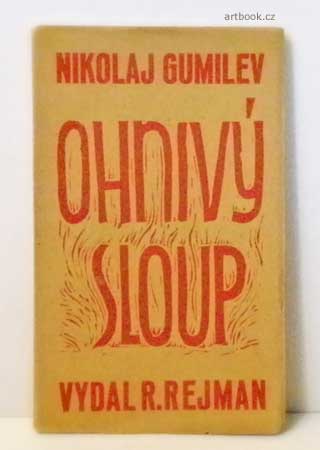 artbook.cz
NIKOLAJ GUMILEV
OHNIVÝ
SLOUP
VYDAL R.REJMAN